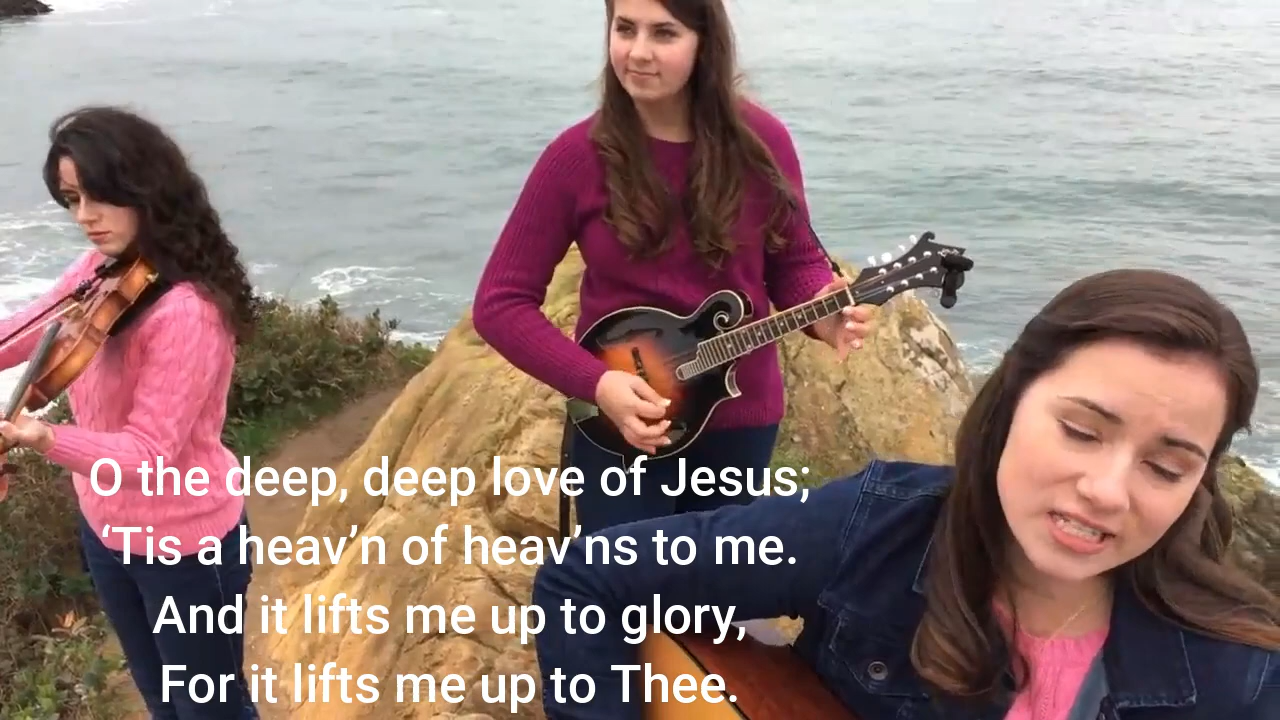 O the deep, deep love of Jesus;
‘Tis a heav’n of heav’ns to me.
And it lifts me up to glory,
For it lifts me up to Thee.